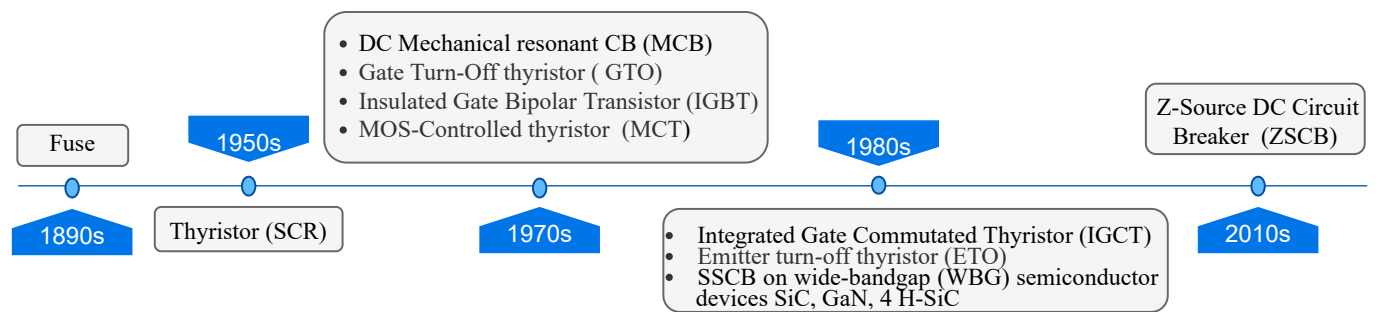 Fuse
1890s
1950s
Thyristor (SCR)
• DC Mechanical resonant CB (MCB)
• Gate Turn-Off thyristor ( GTO)
• Insulated Gate Bipolar Transistor (IGBT)
• MOS-Controlled thyristor (MCT)
1970s
1980s
• Integrated Gate Commutated Thyristor (IGCT)
• Emitter turn-off thyristor (ETO)
• SSCB on wide-bandgap (WBG) semiconductor
devices SiC, GaN, 4 H-SiC
Z-Source DC Circuit
Breaker (ZSCB)
2010s